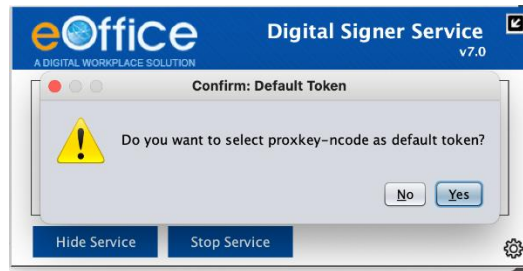 eOffice
A DIGITAL WORKPLACE SOLUTION
Digital Signer Service
v7.0
Confirm: Default Token
Do you want to select proxkey-ncode as default token?
No
Yes
Hide Service
Stop Service